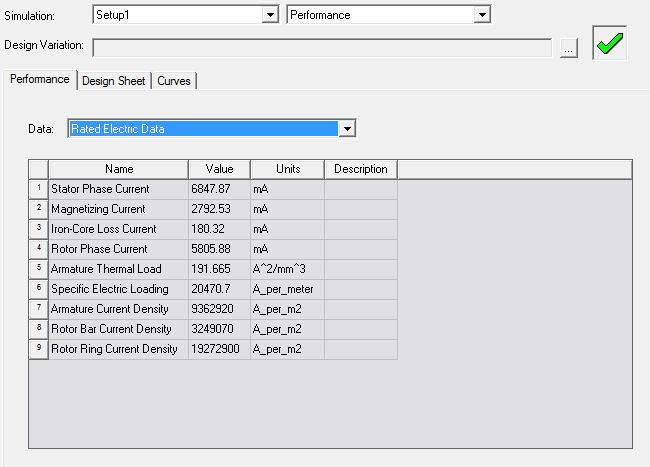 Simulation: Setup1 Performance
Design Variation: ...
Performance Design Sheet Curves
Data: Rated Electric Data
Name Value Units Description
1 Stator Phase Current 6847.87 mA
2 Magnetizing Current 2792.53 mA
3 Iron-Core Loss Current 180.32 mA
4 Rotor Phase Current 5805.88 mA
5 Armature Thermal Load 191.665 A^2/mm^3
6 Specific Electric Loading 20470.7 A_per_meter
7 Armature Current Density 9362920 A_per_m2
8 Rotor Bar Current Density 3249070 A_per_m2
9 Rotor Ring Current Density 19272900 A_per_m2